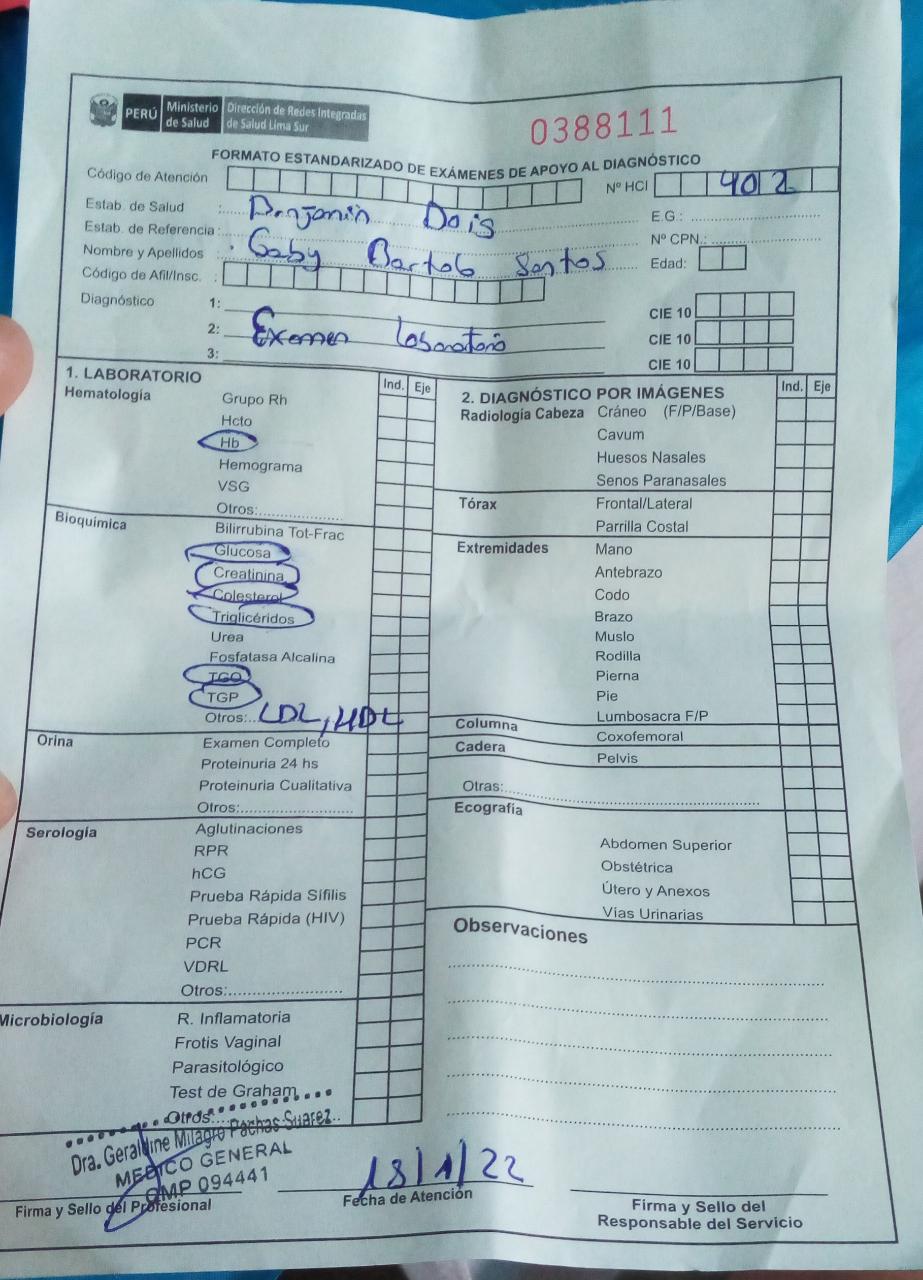 PERÚ Ministerio de Salud Dirección de Redes Integradas de Salud Lima Sur
0388111
FORMATO ESTANDARIZADO DE EXÁMENES DE APOYO AL DIAGNÓSTICO
Código de Atención Nº HCI 402
Estab. de Salud : Benjamin Dois E.G :
Estab. de Referencia : Nº CPN :
Nombre y Apellidos : Gaby Bartolo Santos Edad:
Código de Afil/Insc. :
Diagnóstico 1: CIE 10
2: Examen Laboratorio CIE 10
3: CIE 10
1. LABORATORIO Ind. Eje
Hematología Grupo Rh
Hcto
Hb
Hemograma
VSG
Otros:
Bioquímica Bilirrubina Tot-Frac
Glucosa
Creatinina
Colesterol
Triglicéridos
Urea
Fosfatasa Alcalina
TGO
TGP
Otros: LDL, HDL
Orina Examen Completo
Proteinuria 24 hs
Proteinuria Cualitativa
Otros:
Serología Aglutinaciones
RPR
hCG
Prueba Rápida Sífilis
Prueba Rápida (HIV)
PCR
VDRL
Otros:
Microbiología R. Inflamatoria
Frotis Vaginal
Parasitológico
Test de Graham
Otros:
2. DIAGNÓSTICO POR IMÁGENES Ind. Eje
Radiología Cabeza Cráneo (F/P/Base)
Cavum
Huesos Nasales
Senos Paranasales
Tórax Frontal/Lateral
Parrilla Costal
Extremidades Mano
Antebrazo
Codo
Brazo
Muslo
Rodilla
Pierna
Pie
Columna Lumbosacra F/P
Cadera Coxofemoral
Pelvis
Otras:
Ecografía
Abdomen Superior
Obstétrica
Útero y Anexos
Vías Urinarias
Observaciones
Dra. Geraldine Milagro Pachas Suarez
MEDICO GENERAL
CMP 094441
Firma y Sello del Profesional
18/1/22
Fecha de Atención
Firma y Sello del
Responsable del Servicio